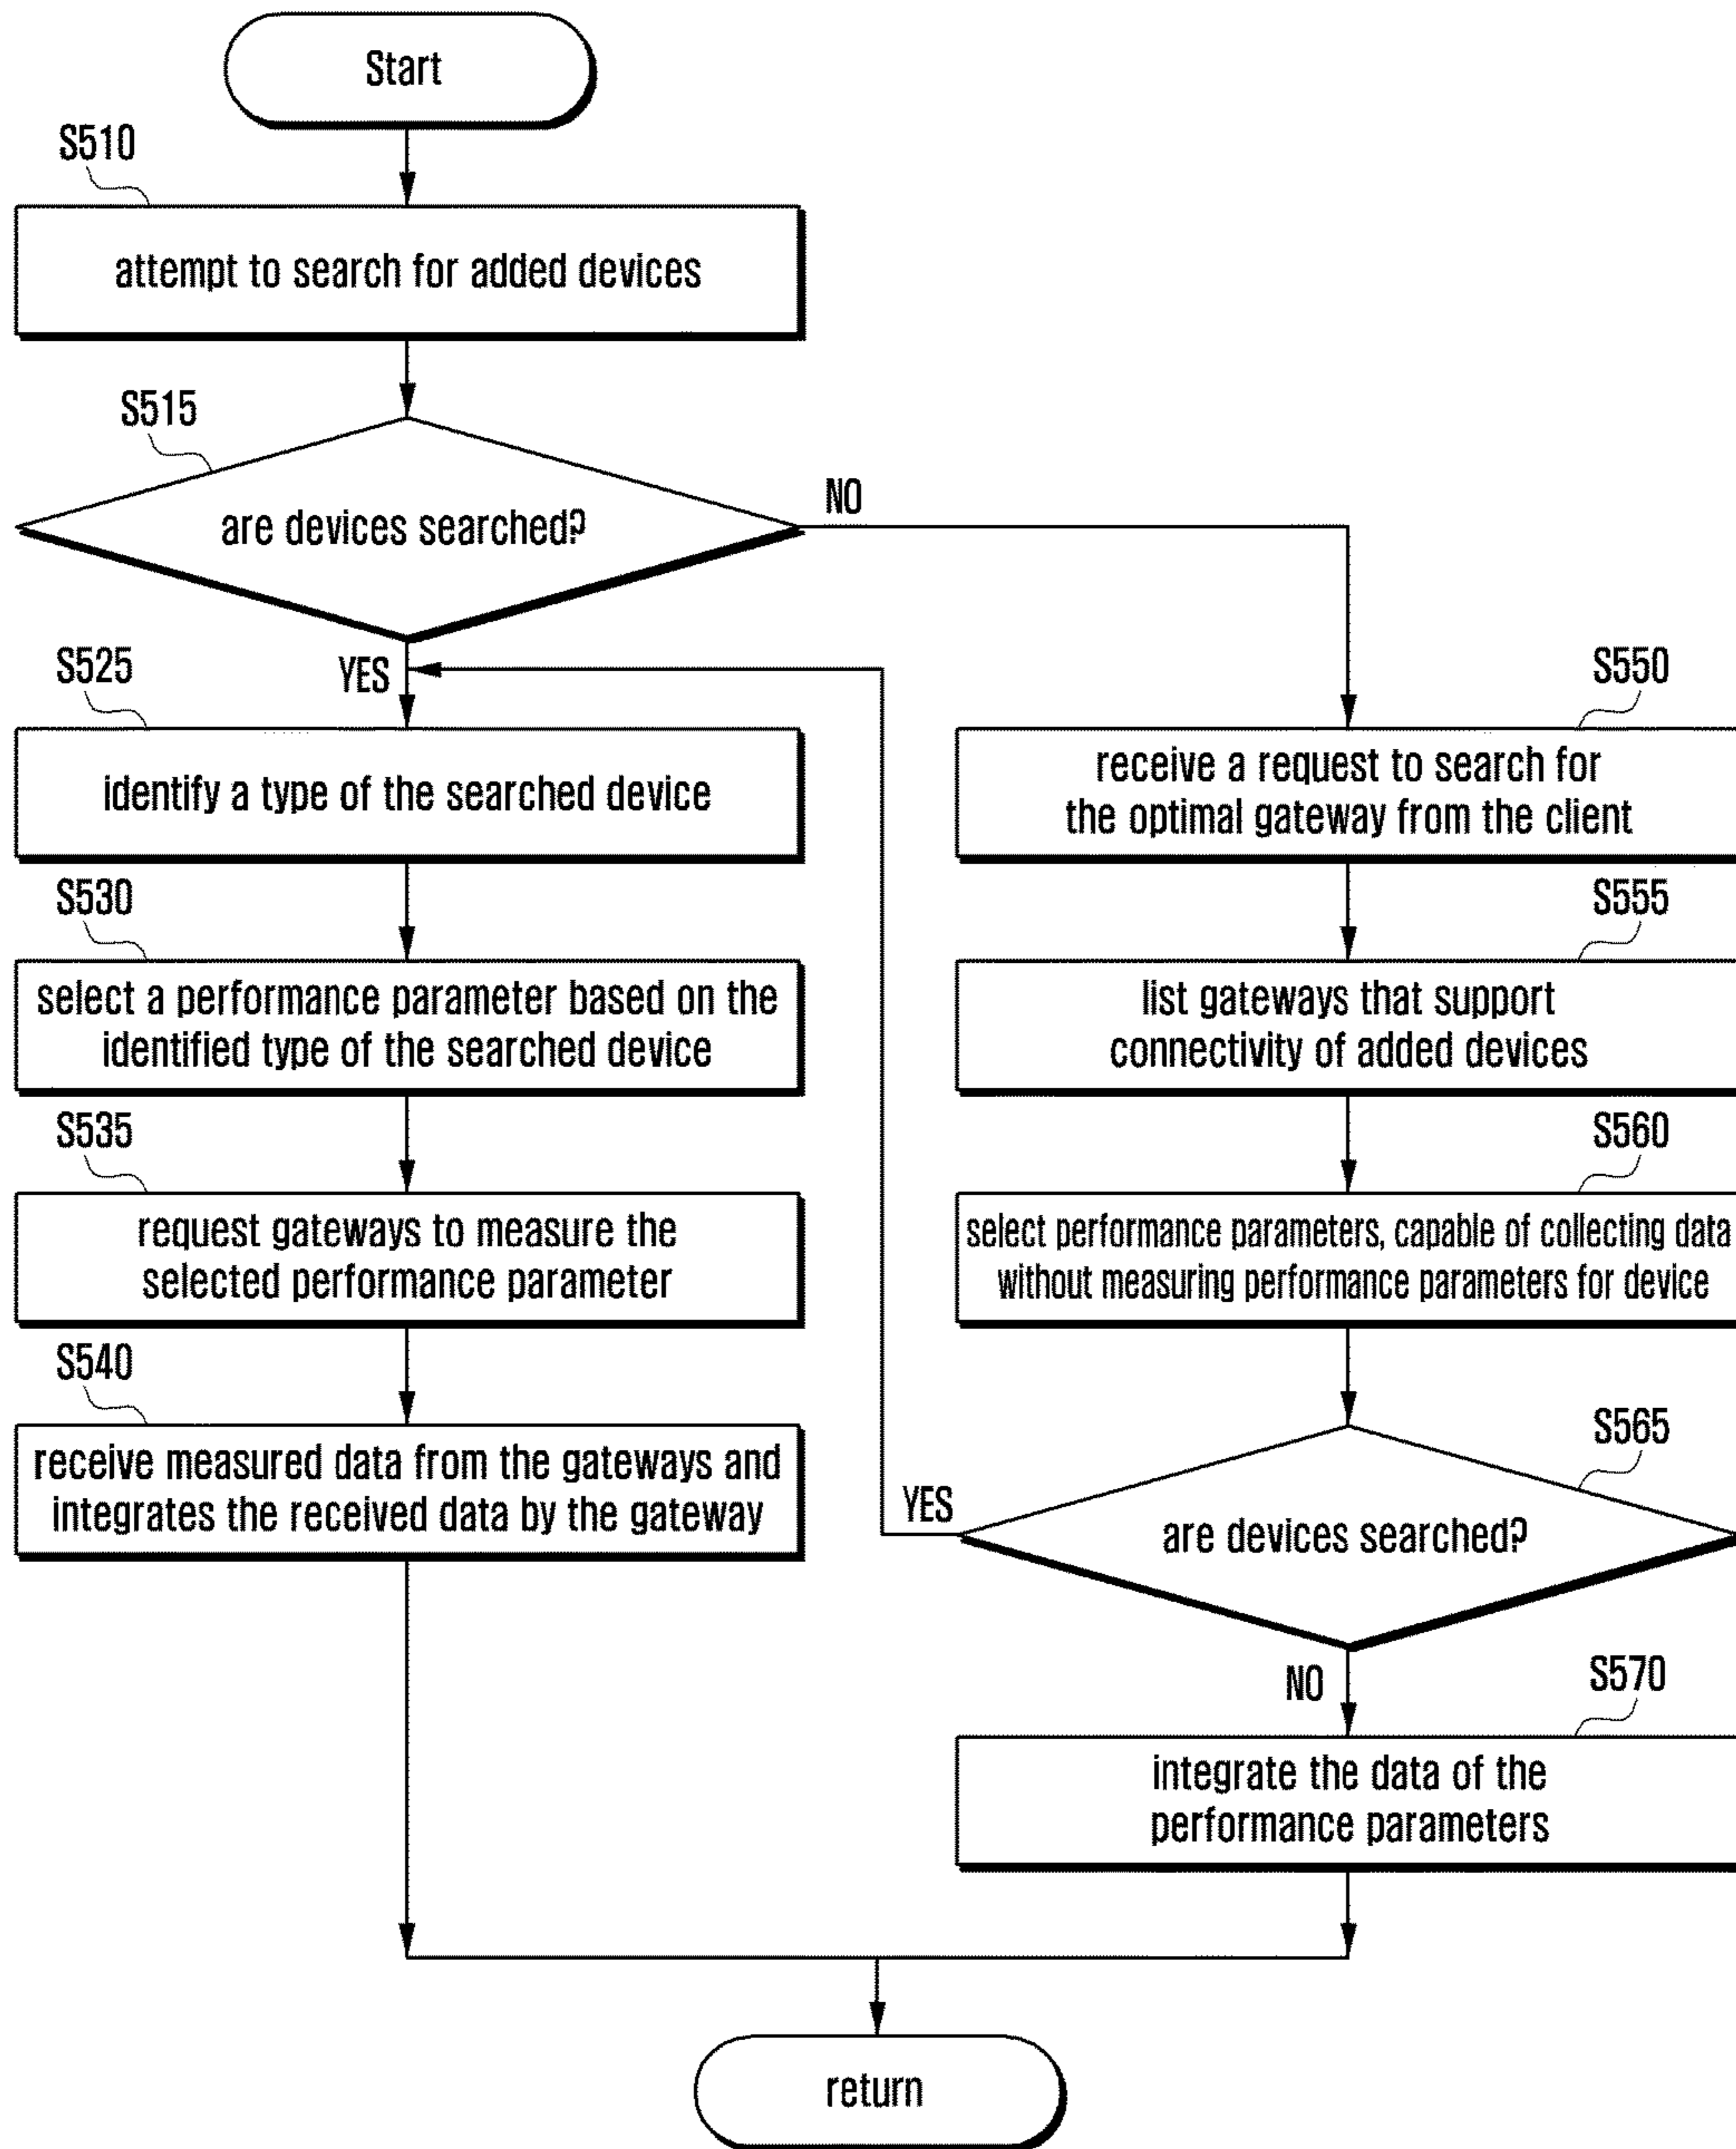 Start
S510
attempt to search for added devices
S515
are devices searched?
NO
YES
S525
identify a type of the searched device
S530
select a performance parameter based on the
identified type of the searched device
S535
request gateways to measure the
selected performance parameter
S540
receive measured data from the gateways and
integrates the received data by the gateway
S550
receive a request to search for
the optimal gateway from the client
S555
list gateways that support
connectivity of added devices
S560
select performance parameters, capable of collecting data
without measuring performance parameters for device
S565
are devices searched?
YES
NO
S570
integrate the data of the
performance parameters
return